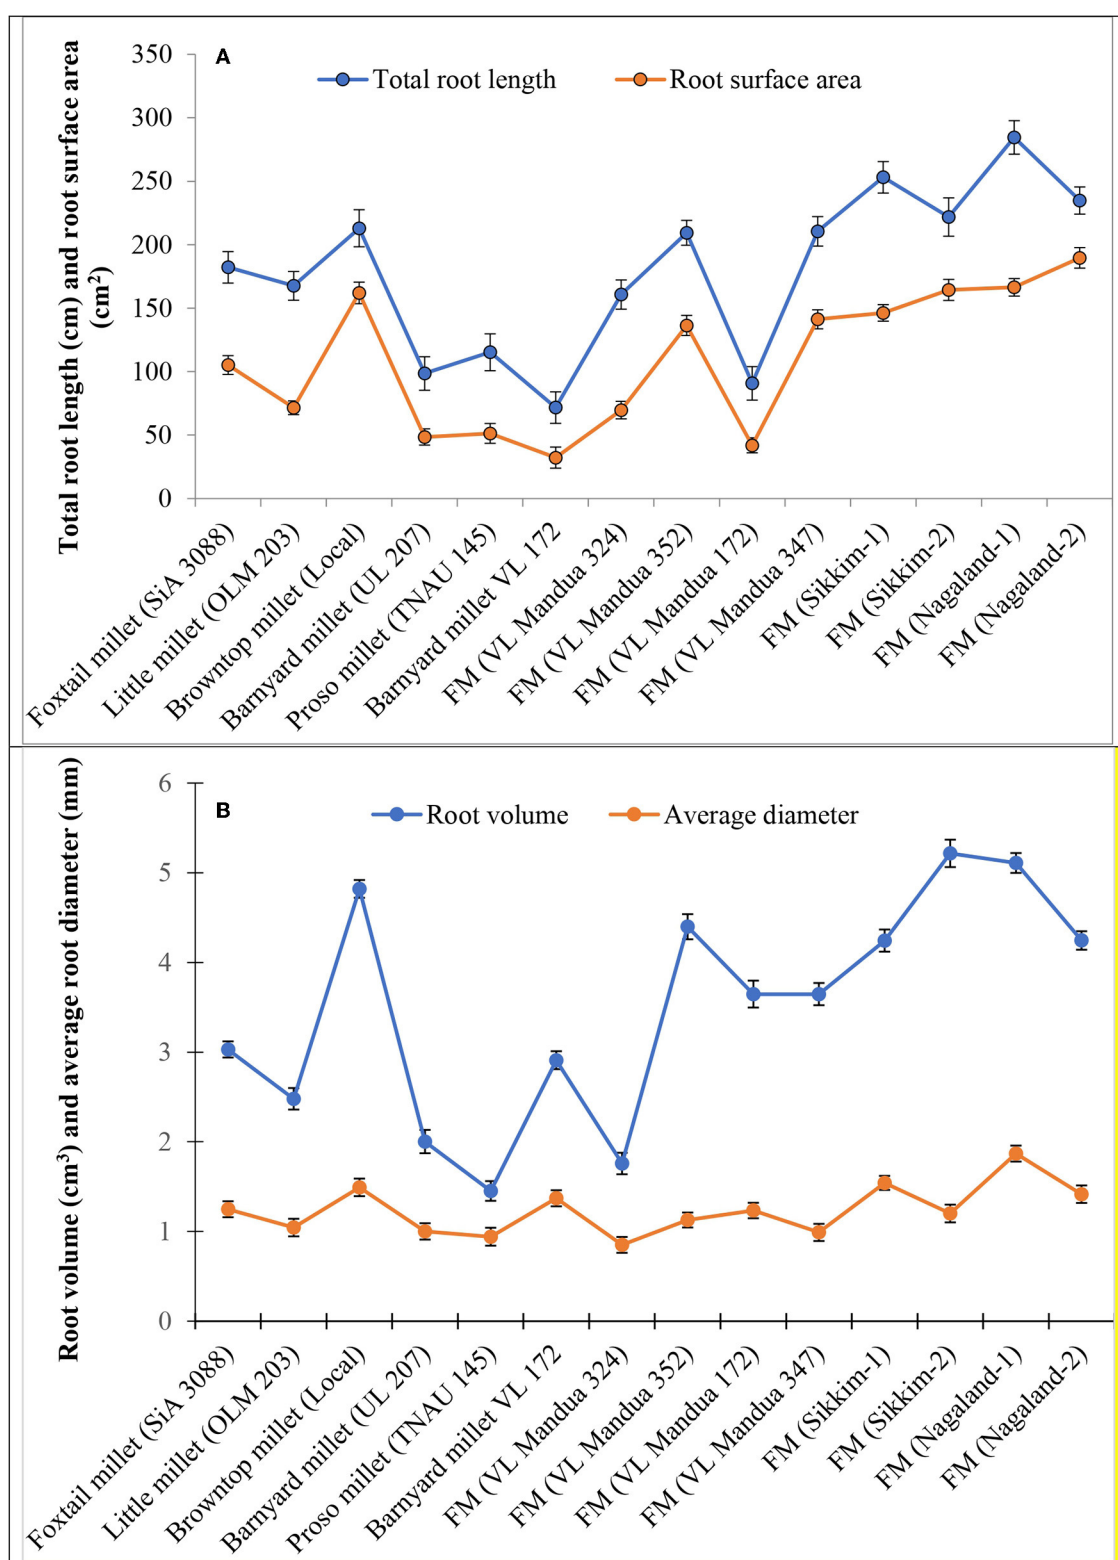 A
Total root length
Root surface area
Total root length (cm) and root surface area
(cm²)
350
300
250
200
150
100
50
0
Foxtail millet (SiA 3088)
Little millet (OLM 203)
Browntop millet (Local)
Barnyard millet (UL 207)
Proso millet (TNAU 145)
Barnyard millet VL 172
FM (VL Mandua 324)
FM (VL Mandua 352)
FM (VL Mandua 172)
FM (VL Mandua 347)
FM (Sikkim-1)
FM (Sikkim-2)
FM (Nagaland-1)
FM (Nagaland-2)
B
Root volume
Average diameter
Root volume (cm³) and average root diameter (mm)
6
5
4
3
2
1
0
Foxtail millet (SiA 3088)
Little millet (OLM 203)
Browntop millet (Local)
Barnyard millet (UL 207)
Proso millet (TNAU 145)
Barnyard millet VL 172
FM (VL Mandua 324)
FM (VL Mandua 352)
FM (VL Mandua 172)
FM (VL Mandua 347)
FM (Sikkim-1)
FM (Sikkim-2)
FM (Nagaland-1)
FM (Nagaland-2)